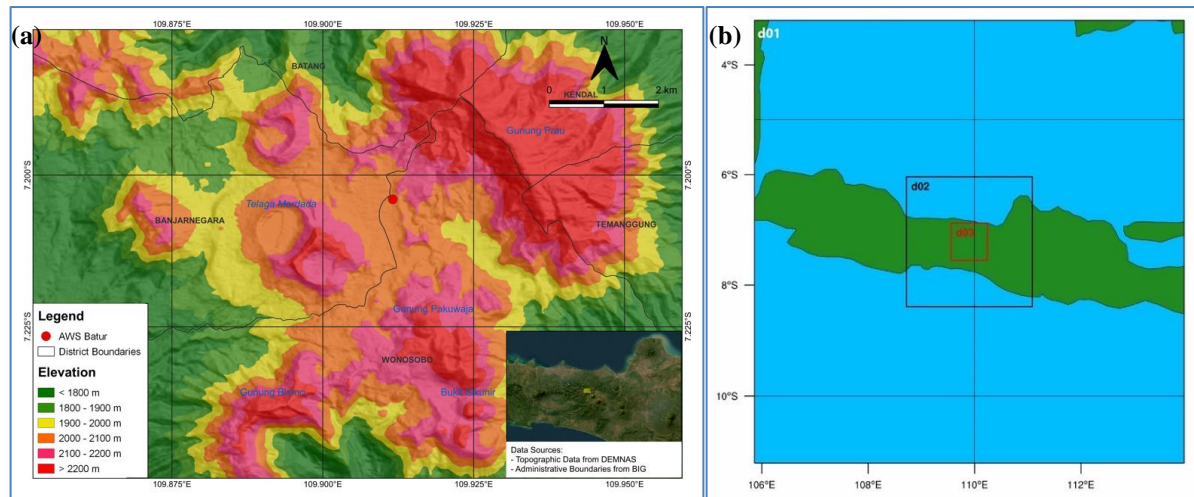 (a)
109.875°E 109.900°E 109.925°E 109.950°E
N
0 1 2 km
BATANG
KENDAL
Gunung Prau
7.200°S 7.200°S
Telaga Merdada
BANJARNEGARA
TEMANGGUNG
Gunung Pakuwaja
7.225°S 7.225°S
WONOSOBO
Gunung Bismo
Legend
AWS Batur
District Boundaries
Elevation
< 1800 m
1800 - 1900 m
1900 - 2000 m
2000 - 2100 m
2100 - 2200 m
> 2200 m
Data Sources:
- Topographic Data from DEMNAS
- Administrative Boundaries from BIG
109.875°E 109.900°E 109.925°E 109.950°E
(b)
d01
4°S
6°S
d02
d03
8°S
10°S
106°E 108°E 110°E 112°E